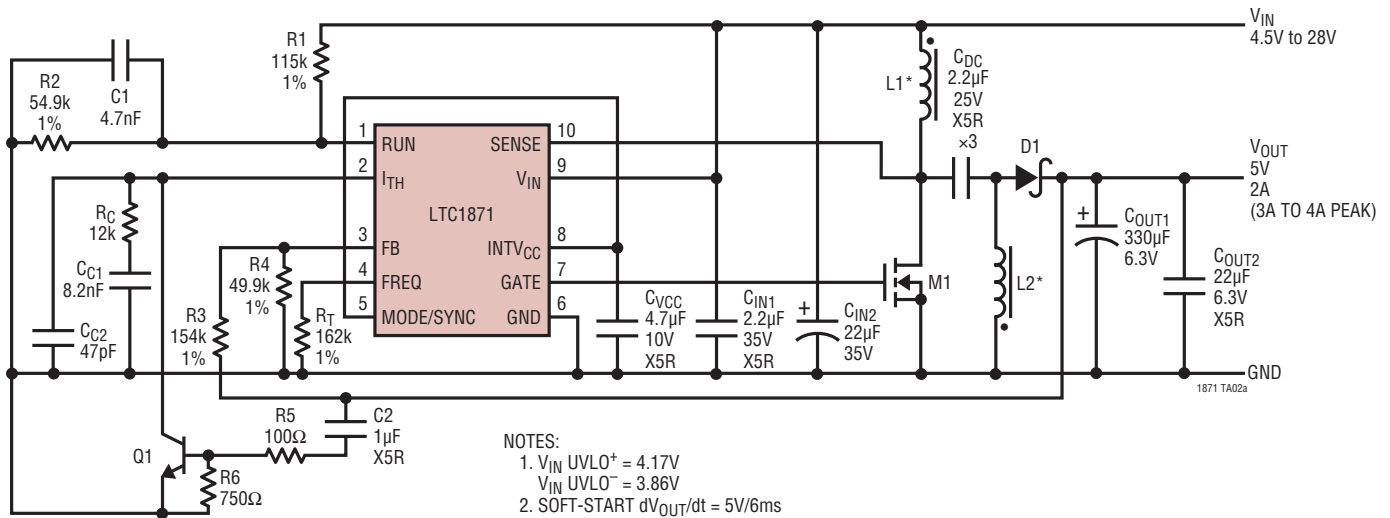 VIN
4.5V to 28V
R1
115k
1%
CDC
2.2µF
25V
X5R
×3
L1*
R2
54.9k
1%
C1
4.7nF
1
RUN
SENSE
10
2
ITH
VIN
9
LTC1871
3
FB
INTVCC
8
4
FREQ
GATE
7
5
MODE/SYNC
GND
6
D1
VOUT
5V
2A
(3A TO 4A PEAK)
RC
12k
CC1
8.2nF
CC2
47pF
R3
154k
1%
R4
49.9k
1%
RT
162k
1%
CVCC
4.7µF
10V
X5R
CIN1
2.2µF
35V
X5R
+
CIN2
22µF
35V
M1
L2*
+
COUT1
330µF
6.3V
COUT2
22µF
6.3V
X5R
GND
1871 TA02a
Q1
R5
100Ω
C2
1µF
X5R
R6
750Ω
NOTES:
1. VIN UVLO+ = 4.17V
VIN UVLO– = 3.86V
2. SOFT-START dVOUT/dt = 5V/6ms